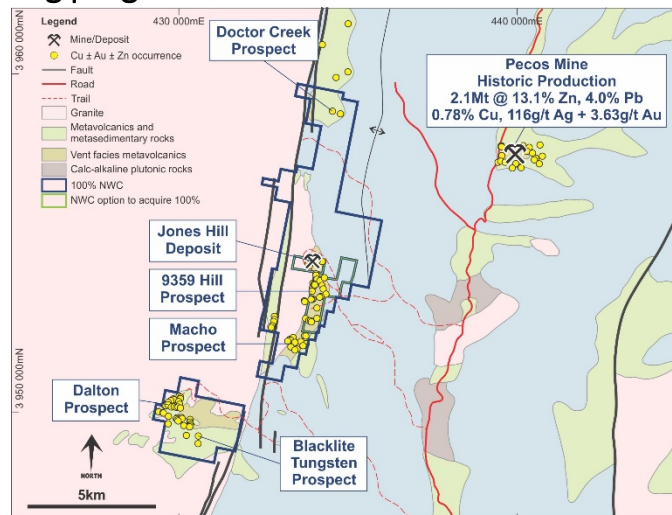 430 000mE
440 000mE
3 960 000mN
3 950 000mN
Legend
Mine/Deposit
Cu ± Au ± Zn occurrence
Fault
Road
Trail
Granite
Metavolcanics and
metasedimentary rocks
Vent facies metavolcanics
Calc-alkaline plutonic rocks
100% NWC
NWC option to acquire 100%
Doctor Creek
Prospect
Pecos Mine
Historic Production
2.1Mt @ 13.1% Zn, 4.0% Pb
0.78% Cu, 116g/t Ag + 3.63g/t Au
Jones Hill
Deposit
9359 Hill
Prospect
Macho
Prospect
Dalton
Prospect
Blacklite
Tungsten
Prospect
NORTH
5km